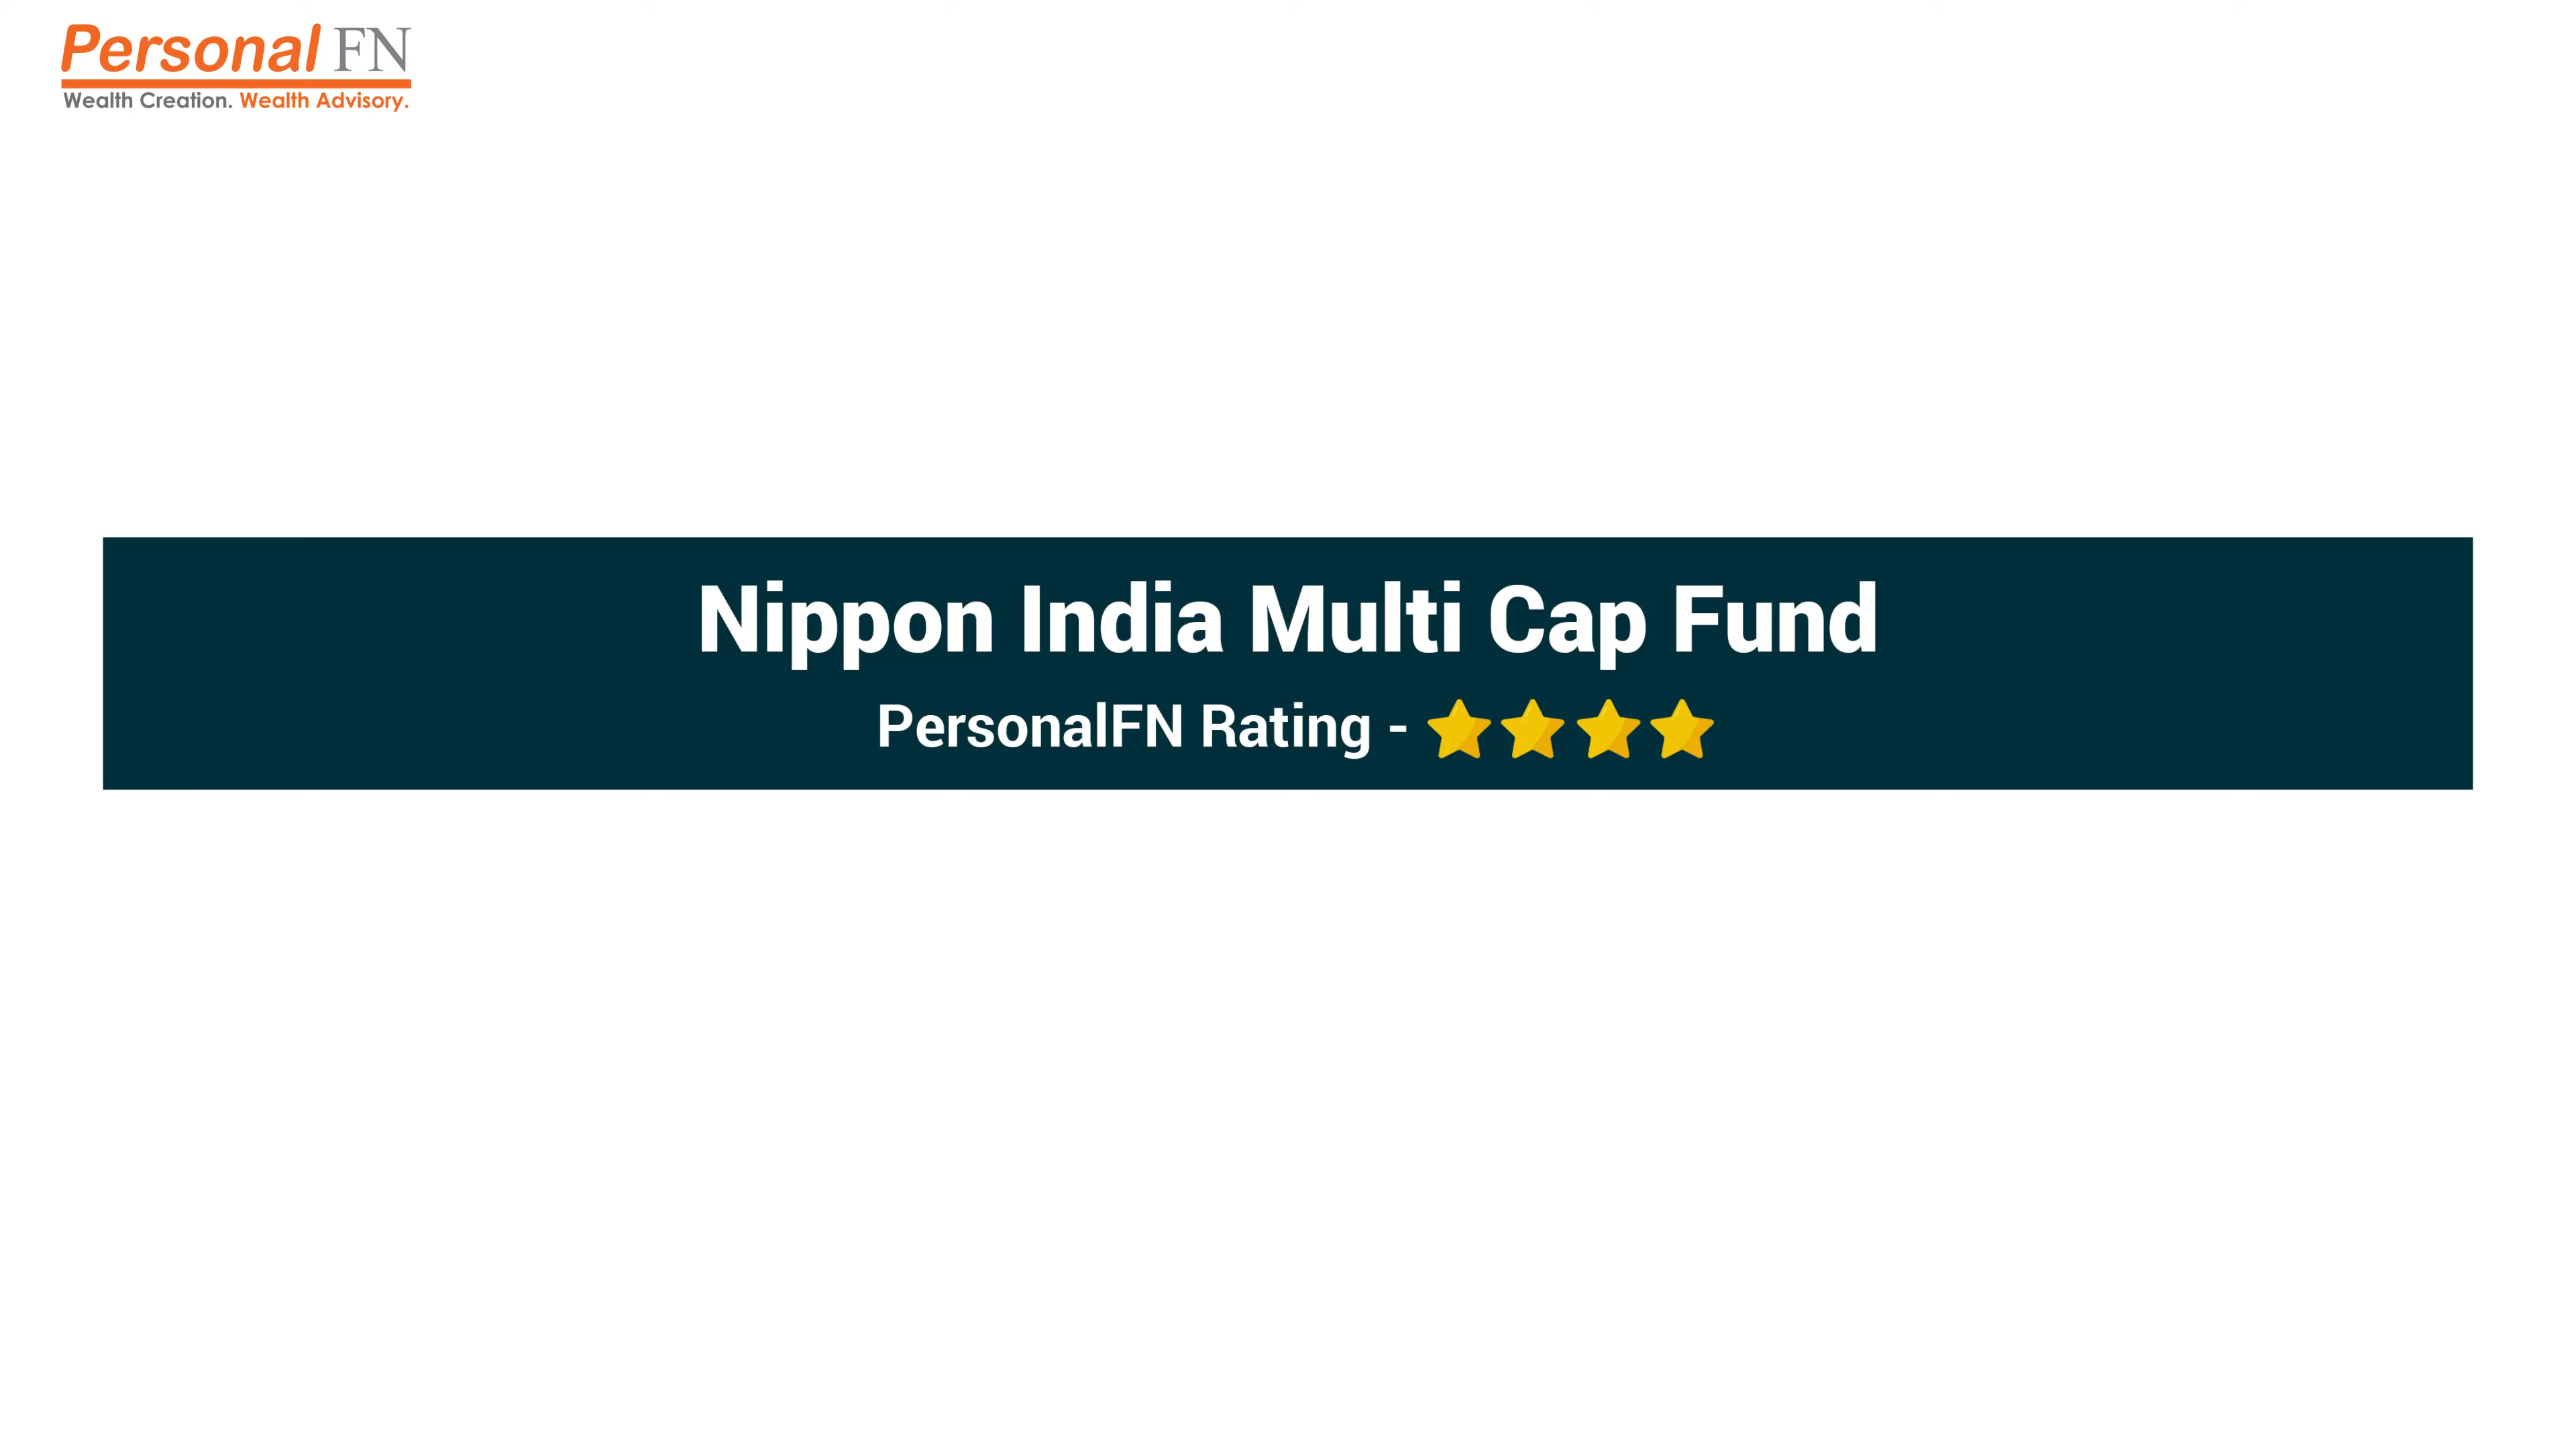 Personal FN
Wealth Creation. Wealth Advisory.
Nippon India Multi Cap Fund
PersonalFN Rating -